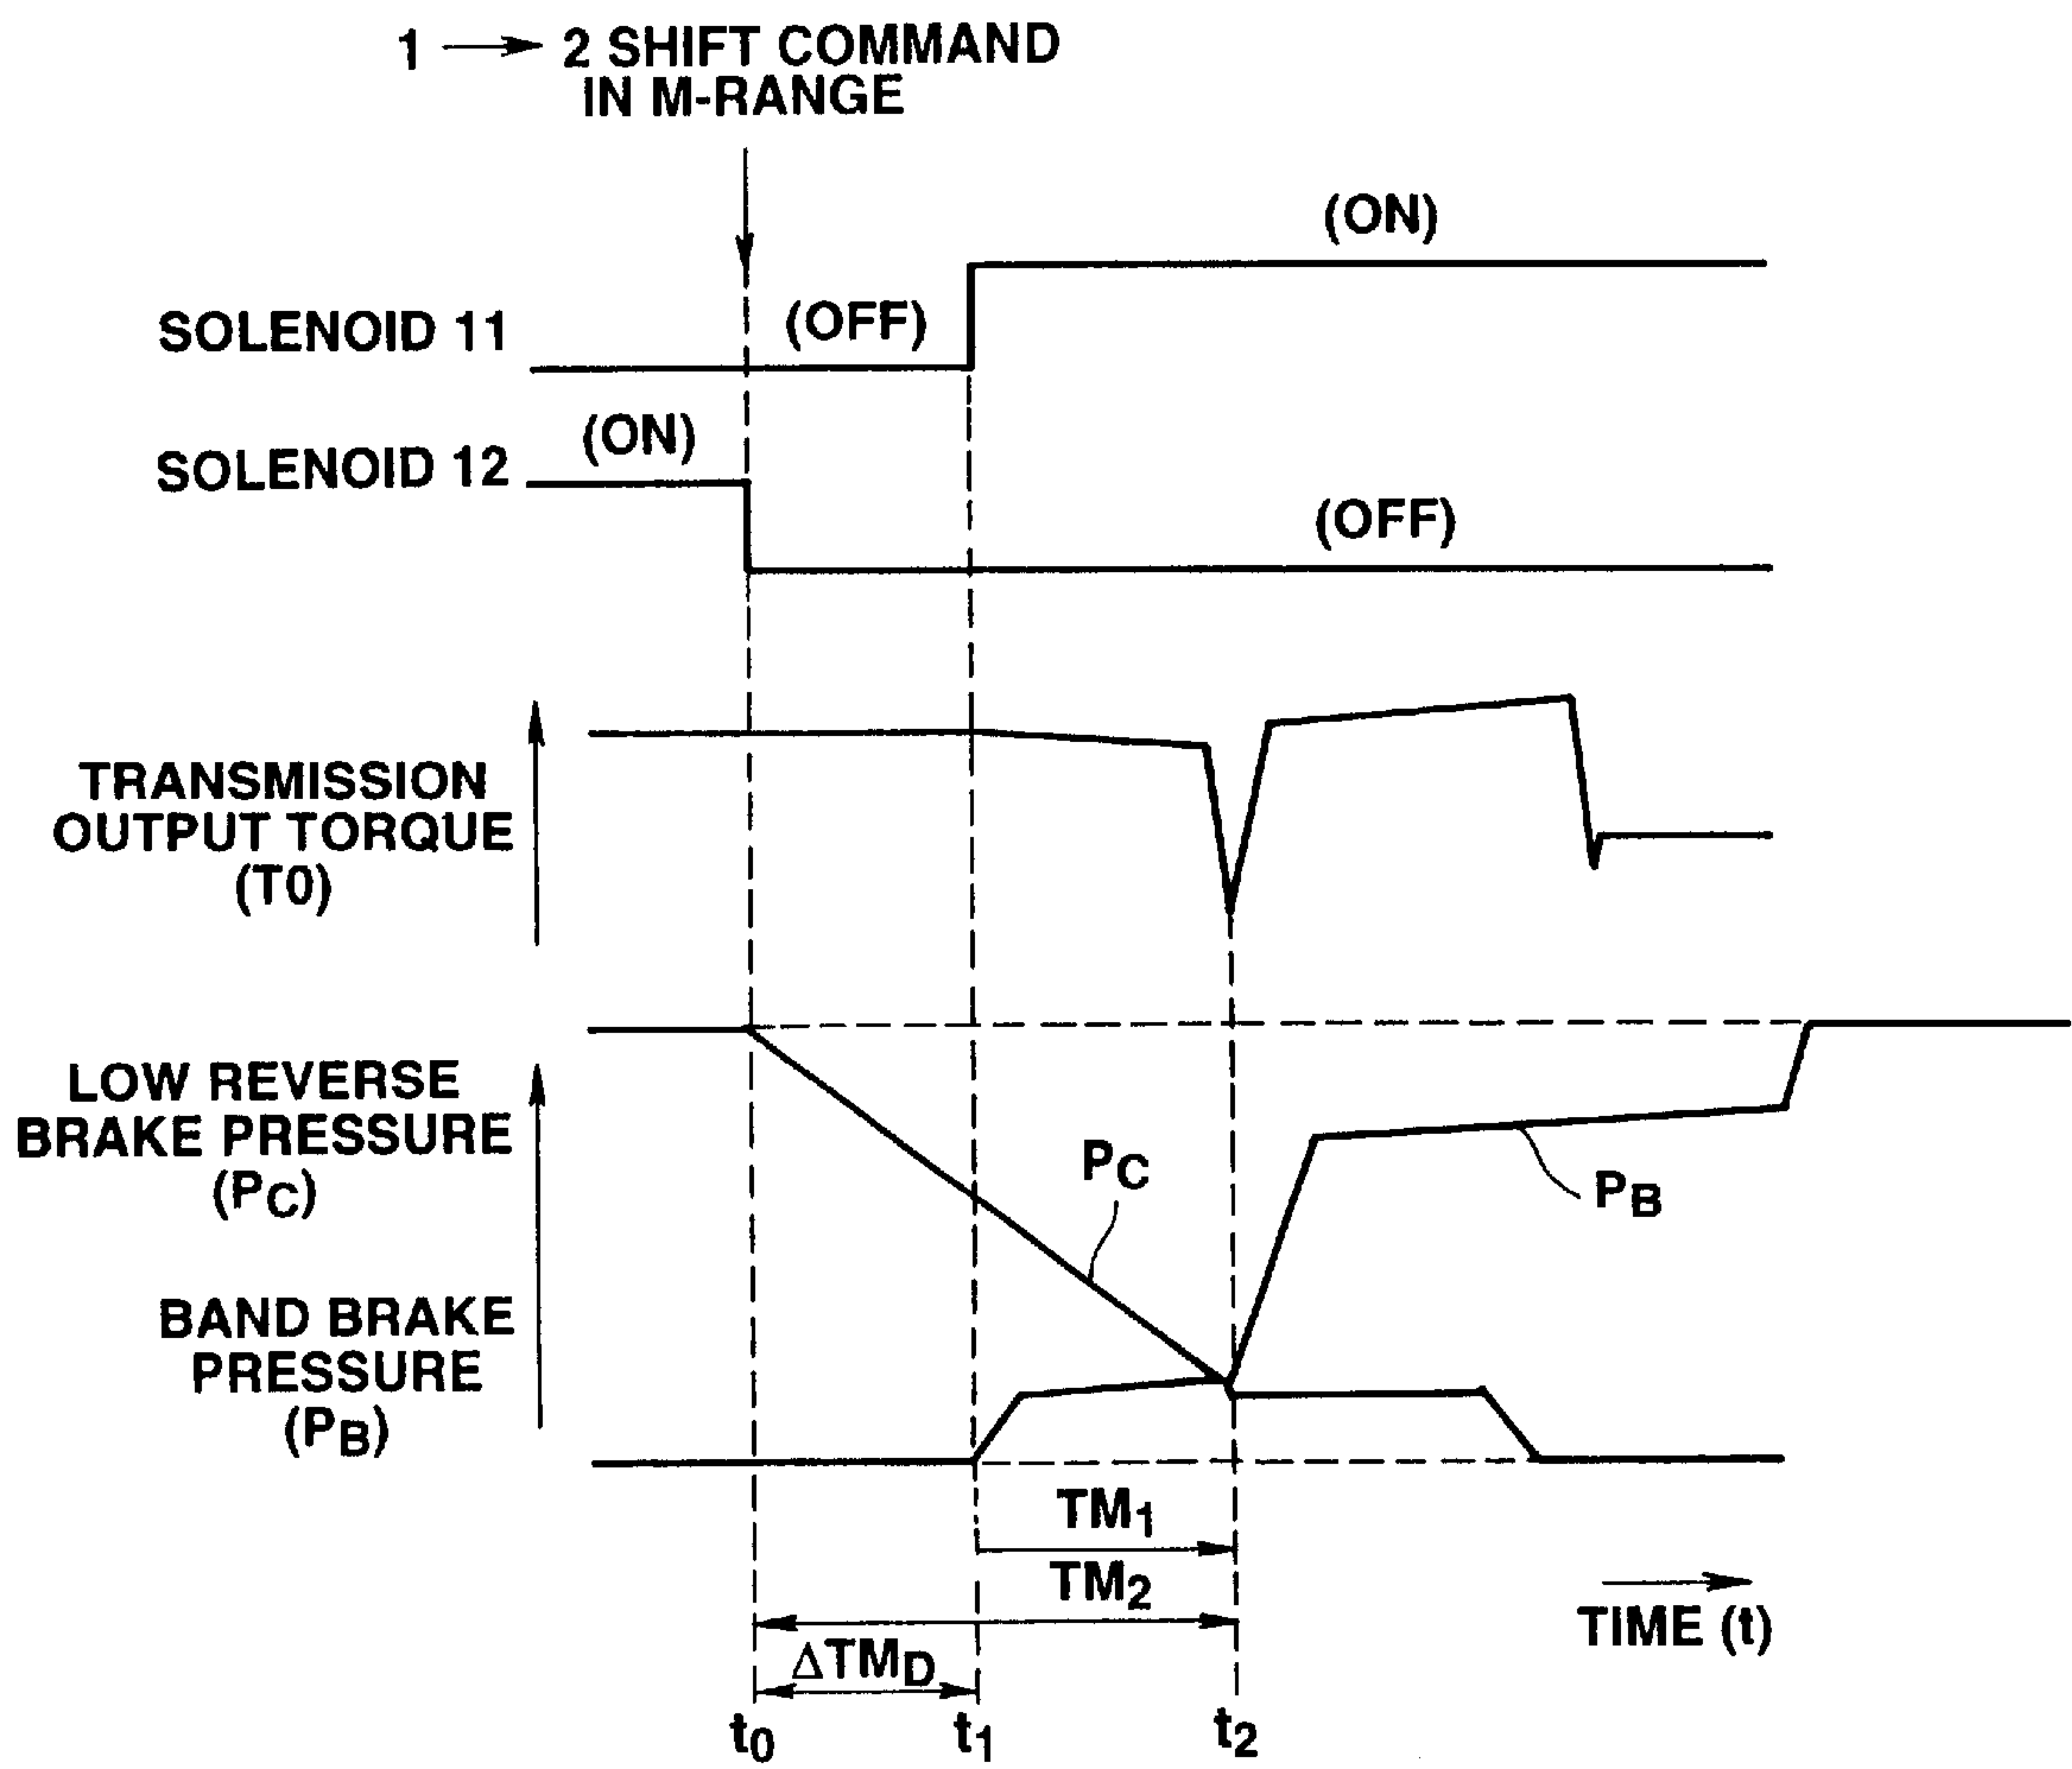 1 → 2 SHIFT COMMAND
IN M-RANGE
(ON)
SOLENOID 11
(OFF)
(ON)
SOLENOID 12
(OFF)
TRANSMISSION
OUTPUT TORQUE
(T0)
LOW REVERSE
BRAKE PRESSURE
(PC)
PC
PB
BAND BRAKE
PRESSURE
(PB)
TM1
TM2
TIME (t)
ΔTMD
t0 t1 t2